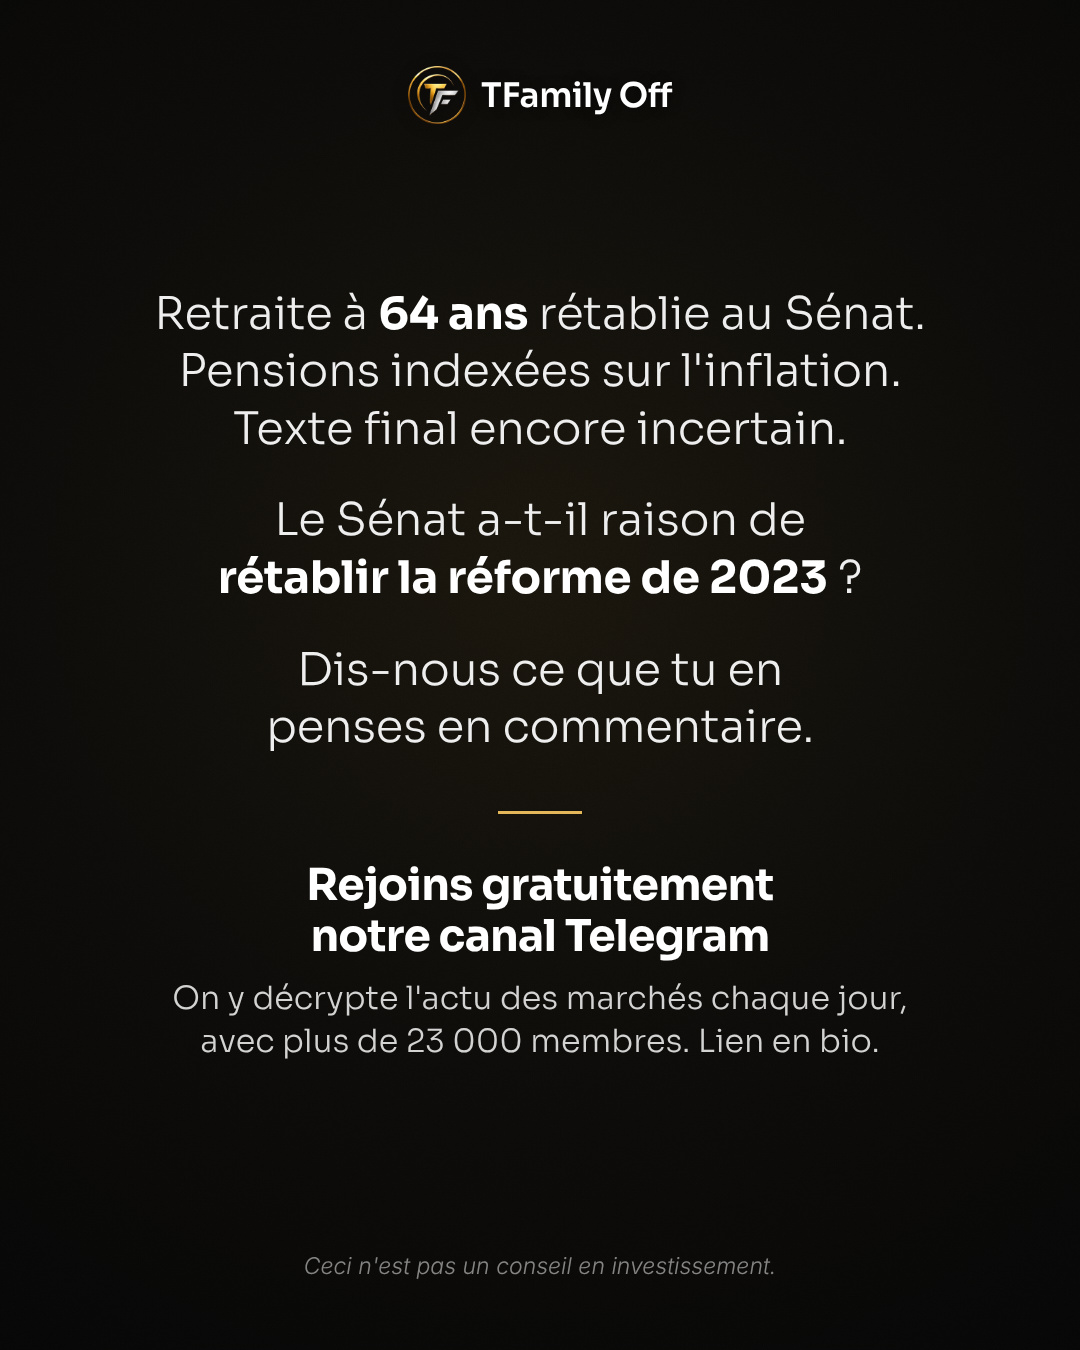 TFamily Off
Retraite à 64 ans rétablie au Sénat.
Pensions indexées sur l'inflation.
Texte final encore incertain.
Le Sénat a-t-il raison de
rétablir la réforme de 2023 ?
Dis-nous ce que tu en
penses en commentaire.
Rejoins gratuitement
notre canal Telegram
On y décrypte l'actu des marchés chaque jour,
avec plus de 23 000 membres. Lien en bio.
Ceci n'est pas un conseil en investissement.